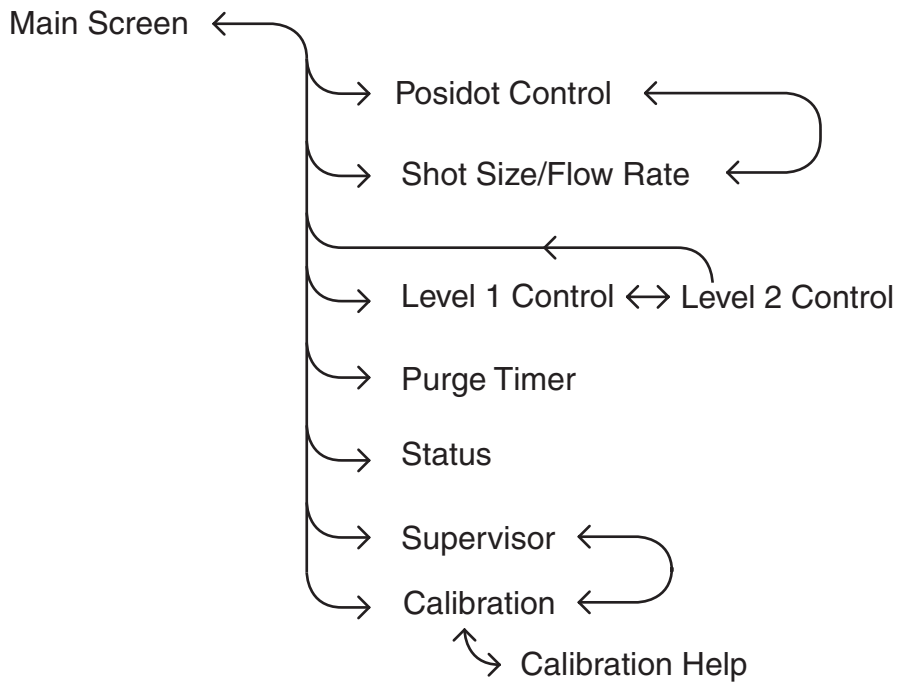 Main Screen
Posidot Control
Shot Size/Flow Rate
Level 1 Control Level 2 Control
Purge Timer
Status
Supervisor
Calibration
Calibration Help